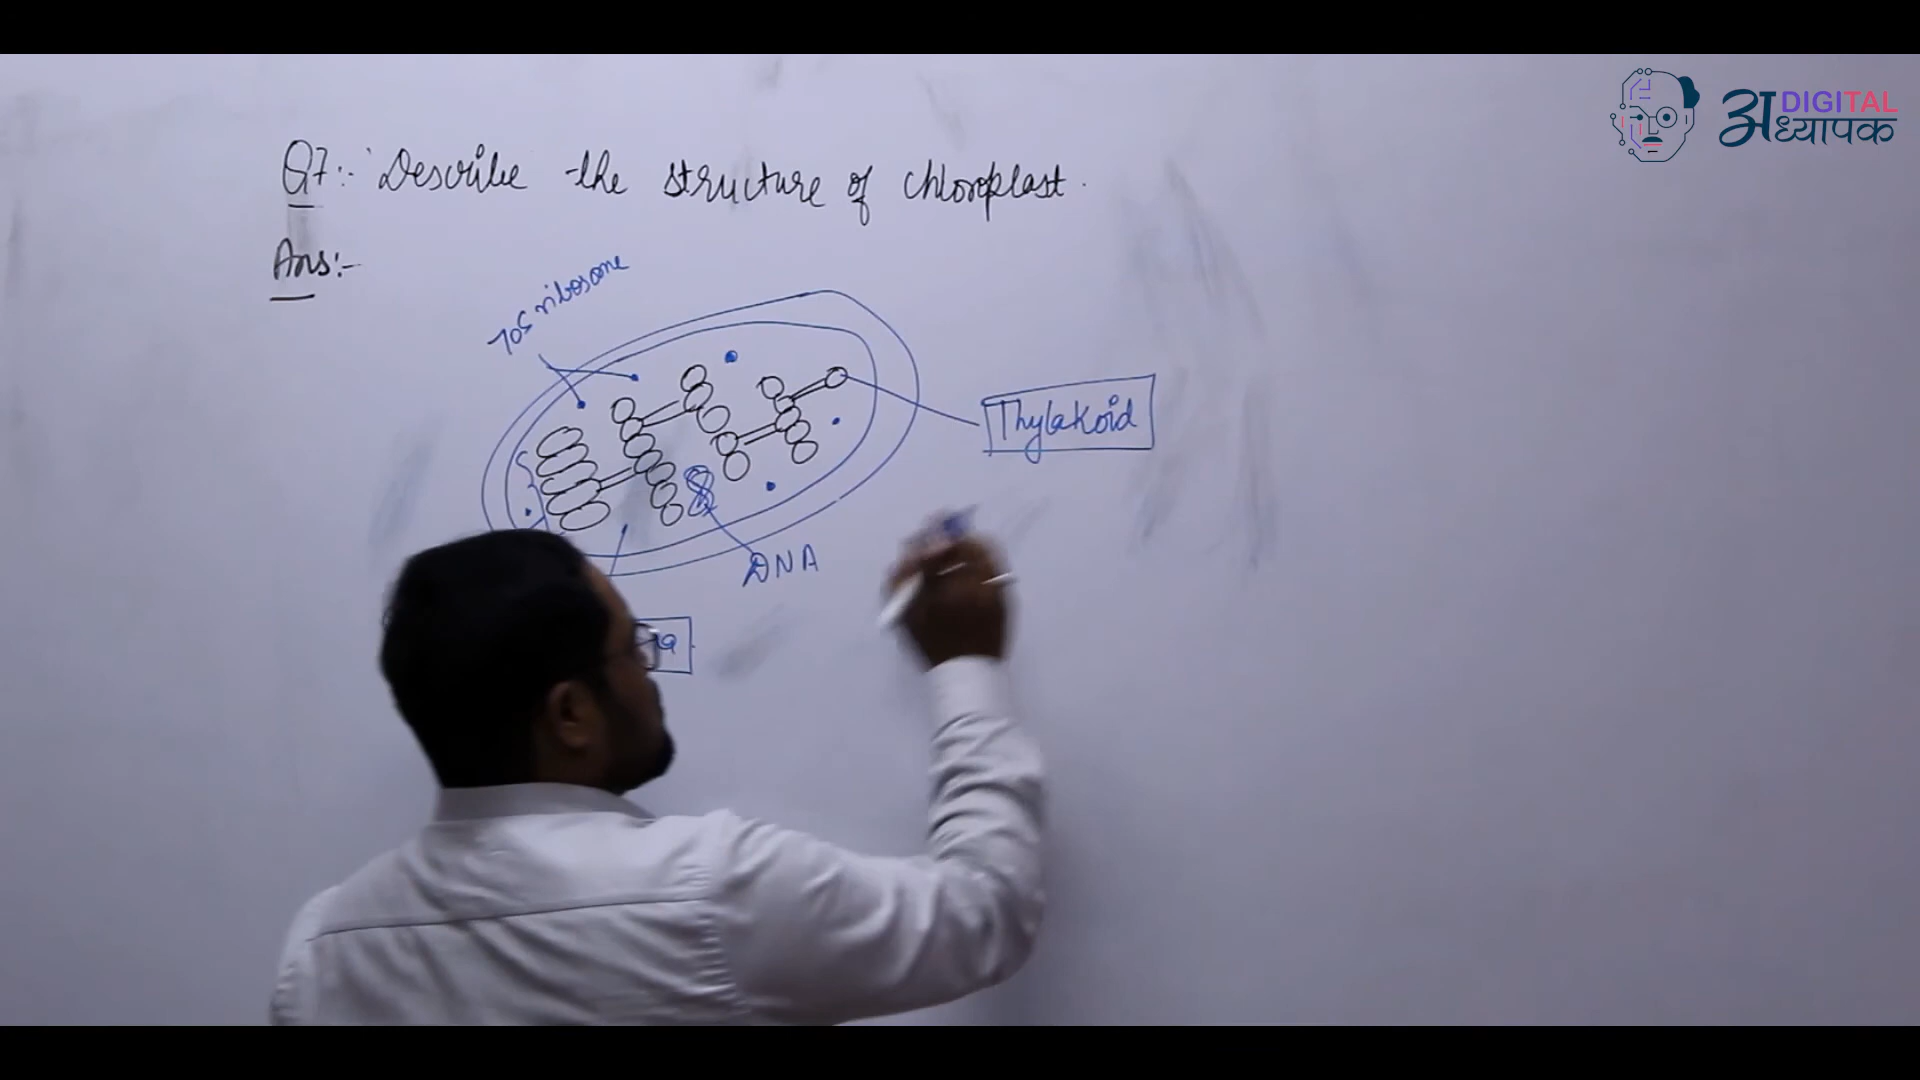 Q7:- Describe the structure of chloroplast.
Ans:-
70S ribosome
Thylakoid
DNA
DIGITAL
अध्यापक